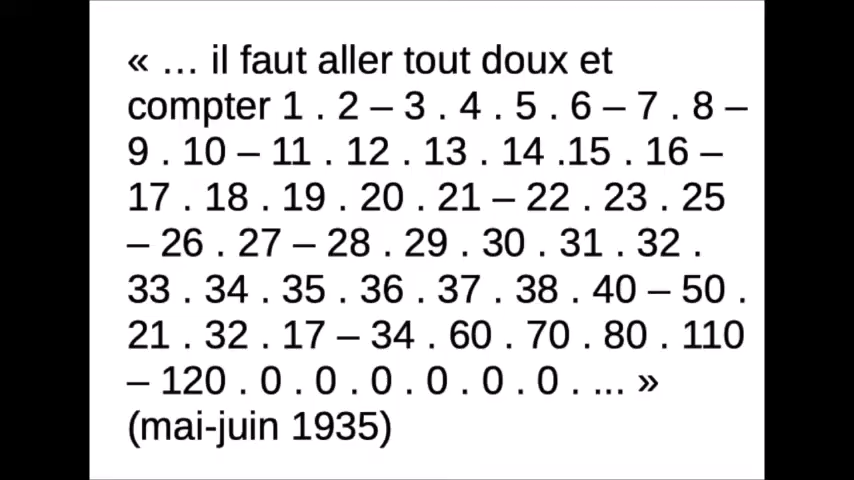 « … il faut aller tout doux et
compter 1 . 2 – 3 . 4 . 5 . 6 – 7 . 8 –
9 . 10 – 11 . 12 . 13 . 14 .15 . 16 –
17 . 18 . 19 . 20 . 21 – 22 . 23 . 25
– 26 . 27 – 28 . 29 . 30 . 31 . 32 .
33 . 34 . 35 . 36 . 37 . 38 . 40 – 50 .
21 . 32 . 17 – 34 . 60 . 70 . 80 . 110
– 120 . 0 . 0 . 0 . 0 . 0 . 0 . ... »
(mai-juin 1935)